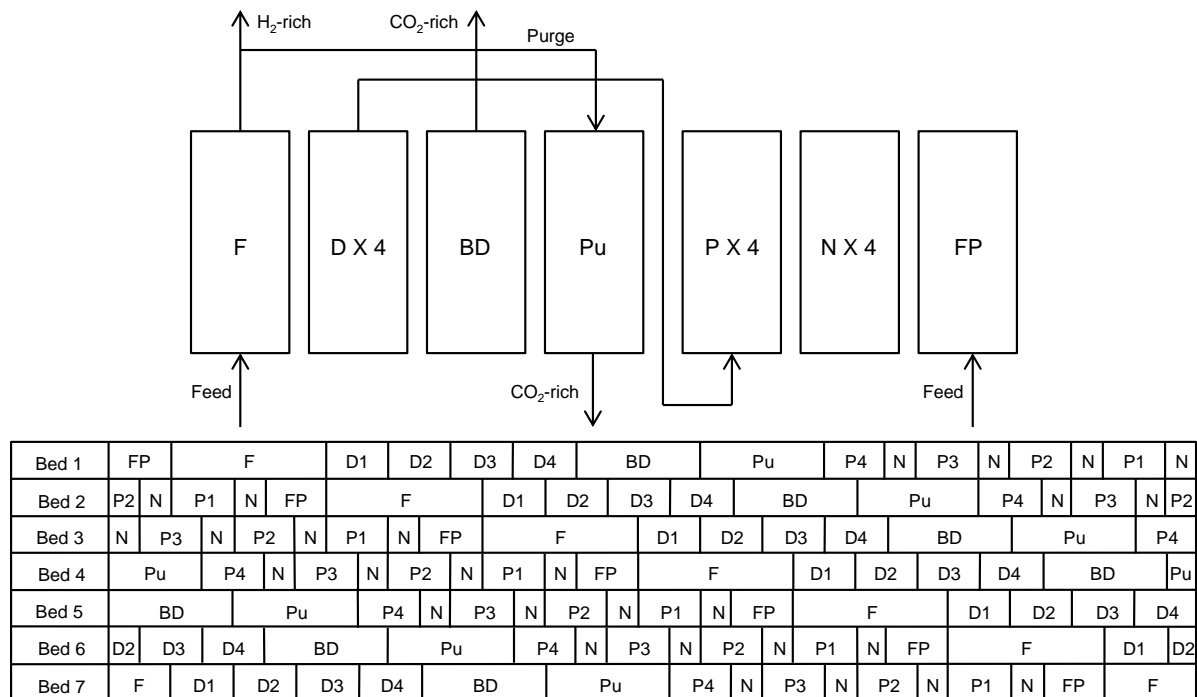 H2-rich
CO2-rich
Purge
F
D X 4
BD
Pu
P X 4
N X 4
FP
Feed
CO2-rich
Feed
Bed 1 FP F D1 D2 D3 D4 BD Pu P4 N P3 N P2 N P1 N
Bed 2 P2 N P1 N FP F D1 D2 D3 D4 BD Pu P4 N P3 N P2
Bed 3 N P3 N P2 N P1 N FP F D1 D2 D3 D4 BD Pu P4
Bed 4 Pu P4 N P3 N P2 N P1 N FP F D1 D2 D3 D4 BD Pu
Bed 5 BD Pu P4 N P3 N P2 N P1 N FP F D1 D2 D3 D4
Bed 6 D2 D3 D4 BD Pu P4 N P3 N P2 N P1 N FP F D1 D2
Bed 7 F D1 D2 D3 D4 BD Pu P4 N P3 N P2 N P1 N FP F